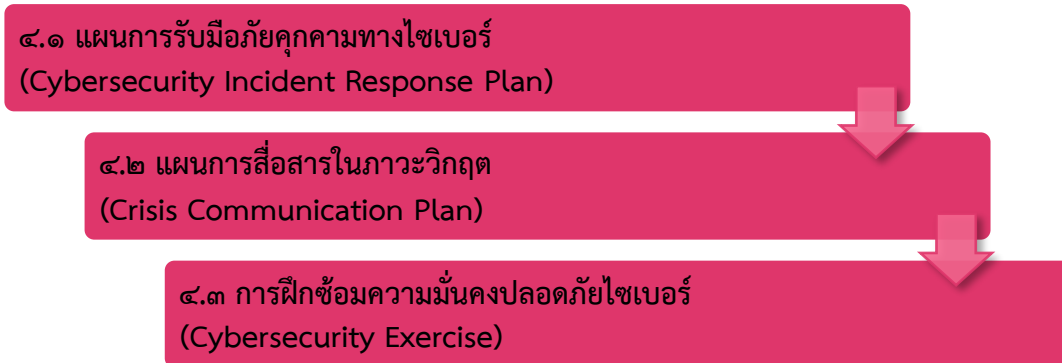 ๔.๑ แผนการรับมือภัยคุกคามทางไซเบอร์
(Cybersecurity Incident Response Plan)
๔.๒ แผนการสื่อสารในภาวะวิกฤต
(Crisis Communication Plan)
๔.๓ การฝึกซ้อมความมั่นคงปลอดภัยไซเบอร์
(Cybersecurity Exercise)